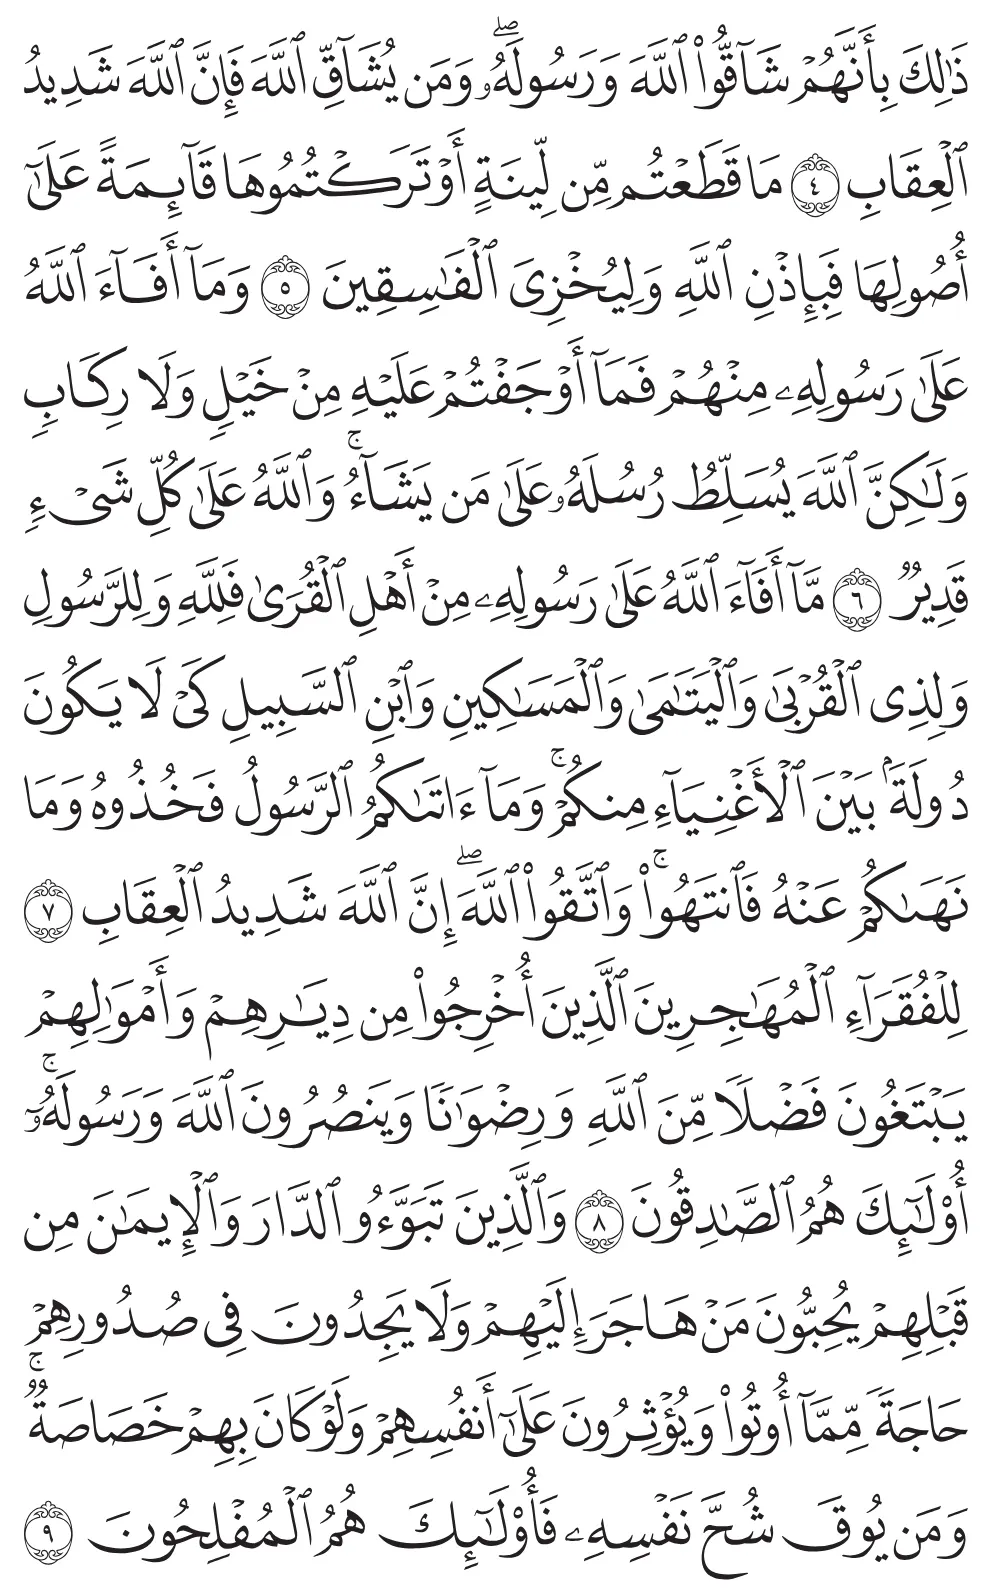 ذَٰلِكَ بِأَنَّهُمْ شَآقُّوا۟ ٱللَّهَ وَرَسُولَهُۥ ۖ وَمَن يُشَآقِّ ٱللَّهَ فَإِنَّ ٱللَّهَ شَدِيدُ
ٱلْعِقَابِ ٤ مَا قَطَعْتُم مِّن لِّينَةٍ أَوْ تَرَكْتُمُوهَا قَآئِمَةً عَلَىٰٓ
أُصُولِهَا فَبِإِذْنِ ٱللَّهِ وَلِيُخْزِىَ ٱلْفَـٰسِقِينَ ٥ وَمَآ أَفَآءَ ٱللَّهُ
عَلَىٰ رَسُولِهِۦ مِنْهُمْ فَمَآ أَوْجَفْتُمْ عَلَيْهِ مِنْ خَيْلٍ وَلَا رِكَابٍ
وَلَـٰكِنَّ ٱللَّهَ يُسَلِّطُ رُسُلَهُۥ عَلَىٰ مَن يَشَآءُ ۚ وَٱللَّهُ عَلَىٰ كُلِّ شَىْءٍ
قَدِيرٌ ٦ مَّآ أَفَآءَ ٱللَّهُ عَلَىٰ رَسُولِهِۦ مِنْ أَهْلِ ٱلْقُرَىٰ فَلِلَّهِ وَلِلرَّسُولِ
وَلِذِى ٱلْقُرْبَىٰ وَٱلْيَتَـٰمَىٰ وَٱلْمَسَـٰكِينِ وَٱبْنِ ٱلسَّبِيلِ كَىْ لَا يَكُونَ
دُولَةًۢ بَيْنَ ٱلْأَغْنِيَآءِ مِنكُمْ ۚ وَمَآ ءَاتَىٰكُمُ ٱلرَّسُولُ فَخُذُوهُ وَمَا
نَهَىٰكُمْ عَنْهُ فَٱنتَهُوا۟ ۚ وَٱتَّقُوا۟ ٱللَّهَ ۖ إِنَّ ٱللَّهَ شَدِيدُ ٱلْعِقَابِ ٧
لِلْفُقَرَآءِ ٱلْمُهَـٰجِرِينَ ٱلَّذِينَ أُخْرِجُوا۟ مِن دِيَـٰرِهِمْ وَأَمْوَٰلِهِمْ
يَبْتَغُونَ فَضْلًا مِّنَ ٱللَّهِ وَرِضْوَٰنًا وَيَنصُرُونَ ٱللَّهَ وَرَسُولَهُۥٓ ۚ
أُو۟لَـٰٓئِكَ هُمُ ٱلصَّـٰدِقُونَ ٨ وَٱلَّذِينَ تَبَوَّءُو ٱلدَّارَ وَٱلْإِيمَـٰنَ مِن
قَبْلِهِمْ يُحِبُّونَ مَنْ هَاجَرَ إِلَيْهِمْ وَلَا يَجِدُونَ فِى صُدُورِهِمْ
حَاجَةً مِّمَّآ أُوتُوا۟ وَيُؤْثِرُونَ عَلَىٰٓ أَنفُسِهِمْ وَلَوْ كَانَ بِهِمْ خَصَاصَةٌ ۚ
وَمَن يُوقَ شُحَّ نَفْسِهِۦ فَأُو۟لَـٰٓئِكَ هُمُ ٱلْمُفْلِحُونَ ٩